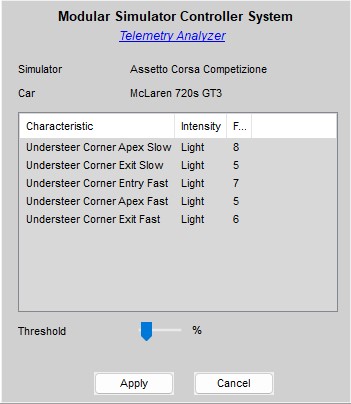 Modular Simulator Controller System
Telemetry Analyzer
Simulator Assetto Corsa Competizione
Car McLaren 720s GT3
Characteristic Intensity F...
Understeer Corner Apex Slow Light 8
Understeer Corner Exit Slow Light 5
Understeer Corner Entry Fast Light 7
Understeer Corner Apex Fast Light 5
Understeer Corner Exit Fast Light 6
Threshold %
Apply Cancel